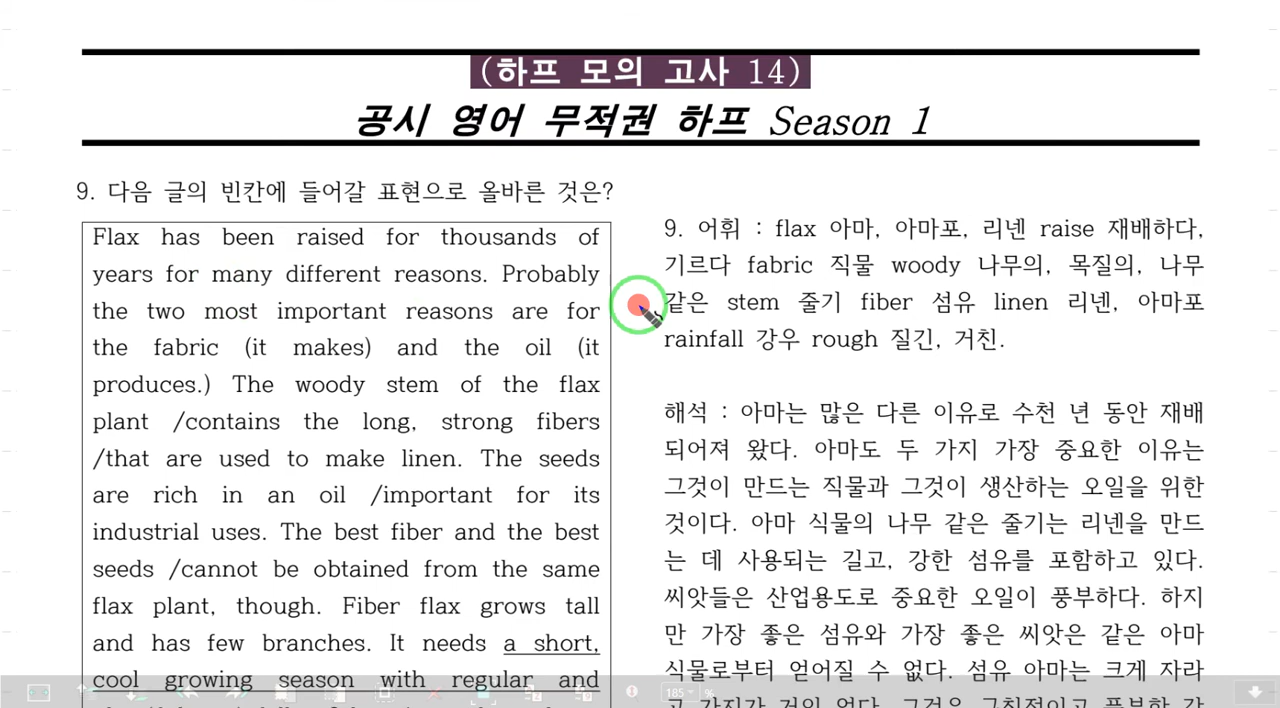 (하프 모의 고사 14)
공시 영어 무적권 하프 Season 1
9. 다음 글의 빈칸에 들어갈 표현으로 올바른 것은?
Flax has been raised for thousands of
years for many different reasons. Probably
the two most important reasons are for
the fabric (it makes) and the oil (it
produces.) The woody stem of the flax
plant /contains the long, strong fibers
/that are used to make linen. The seeds
are rich in an oil /important for its
industrial uses. The best fiber and the best
seeds /cannot be obtained from the same
flax plant, though. Fiber flax grows tall
and has few branches. It needs a short,
cool growing season with regular and
9. 어휘 : flax 아마, 아마포, 리넨 raise 재배하다,
기르다 fabric 직물 woody 나무의, 목질의, 나무
같은 stem 줄기 fiber 섬유 linen 리넨, 아마포
rainfall 강우 rough 질긴, 거친.
해석 : 아마는 많은 다른 이유로 수천 년 동안 재배
되어져 왔다. 아마도 두 가지 가장 중요한 이유는
그것이 만드는 직물과 그것이 생산하는 오일을 위한
것이다. 아마 식물의 나무 같은 줄기는 리넨을 만드
는 데 사용되는 길고, 강한 섬유를 포함하고 있다.
씨앗들은 산업용도로 중요한 오일이 풍부하다. 하지
만 가장 좋은 섬유와 가장 좋은 씨앗은 같은 아마
식물로부터 얻어질 수 없다. 섬유 아마는 크게 자라
185 %